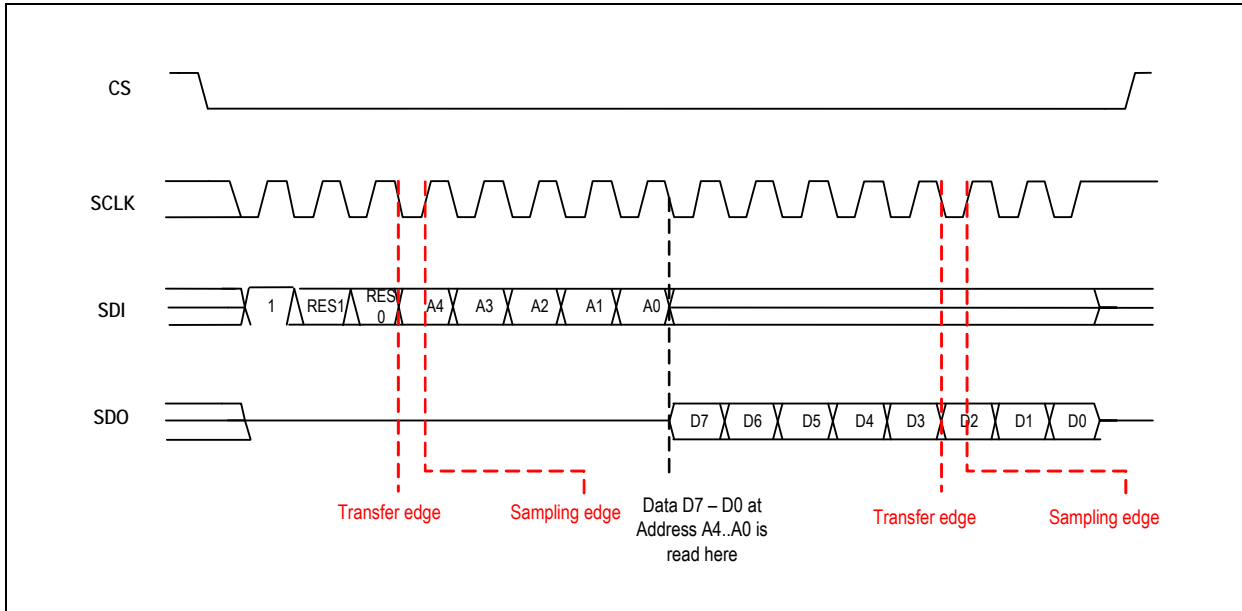 CS
SCLK
SDI
1
RES1
RES
0
A4
A3
A2
A1
A0
SDO
D7
D6
D5
D4
D3
D2
D1
D0
Transfer edge
Sampling edge
Data D7 – D0 at
Address A4..A0 is
read here
Transfer edge
Sampling edge